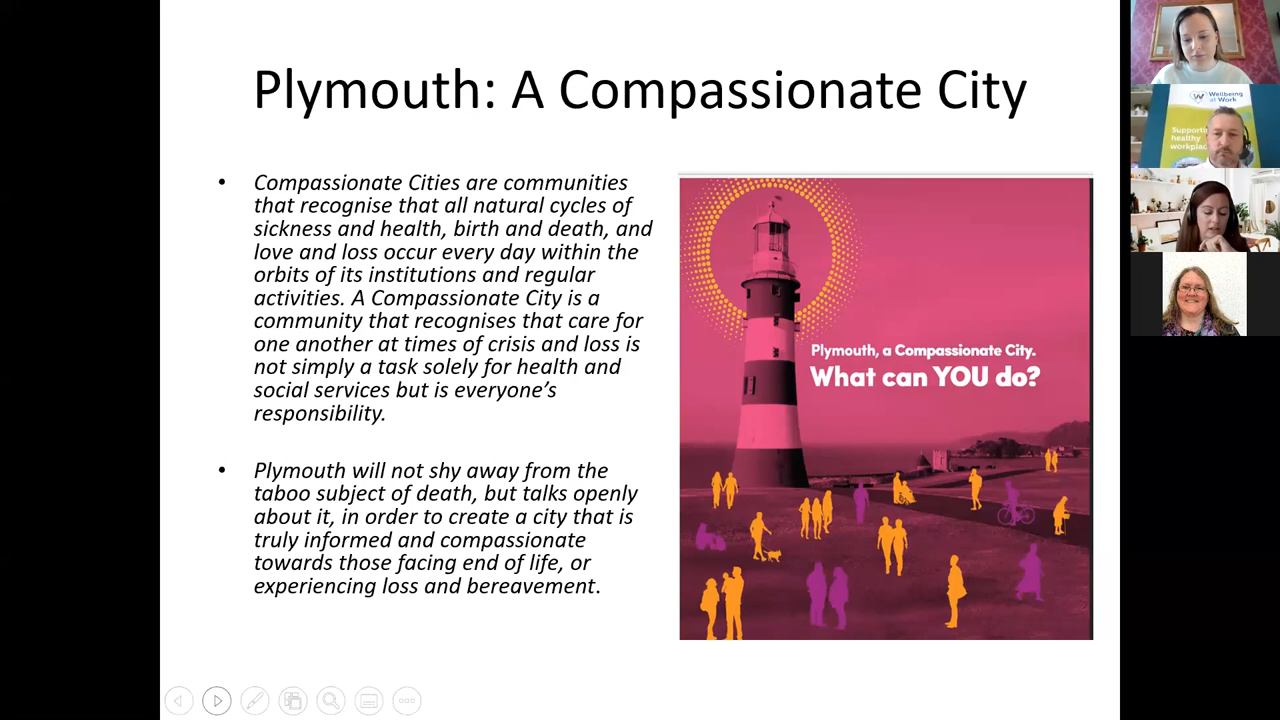 Plymouth: A Compassionate City
• Compassionate Cities are communities
that recognise that all natural cycles of
sickness and health, birth and death, and
love and loss occur every day within the
orbits of its institutions and regular
activities. A Compassionate City is a
community that recognises that care for
one another at times of crisis and loss is
not simply a task solely for health and
social services but is everyone’s
responsibility.
• Plymouth will not shy away from the
taboo subject of death, but talks openly
about it, in order to create a city that is
truly informed and compassionate
towards those facing end of life, or
experiencing loss and bereavement.
Plymouth, a Compassionate City.
What can YOU do?
Wellbeing
at Work
healthy